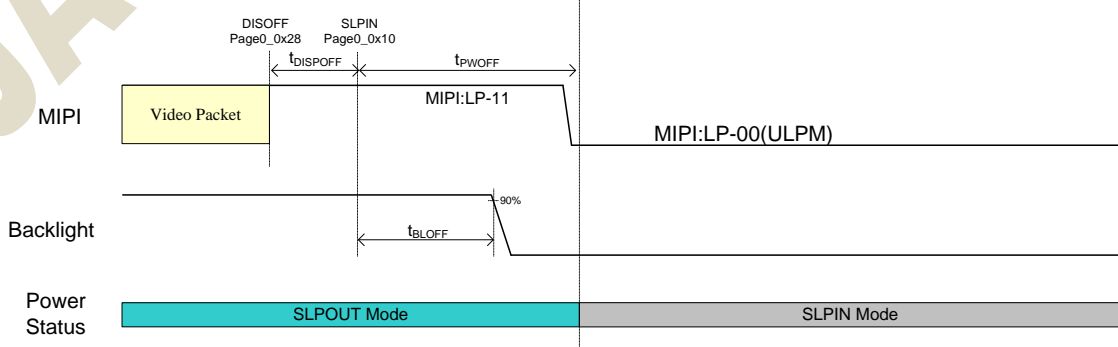 DISOFF
Page0_0x28
SLPIN
Page0_0x10
tDISPOFF
tPWOFF
MIPI
Video Packet
MIPI:LP-11
MIPI:LP-00(ULPM)
90%
Backlight
tBLOFF
Power
Status
SLPOUT Mode
SLPIN Mode